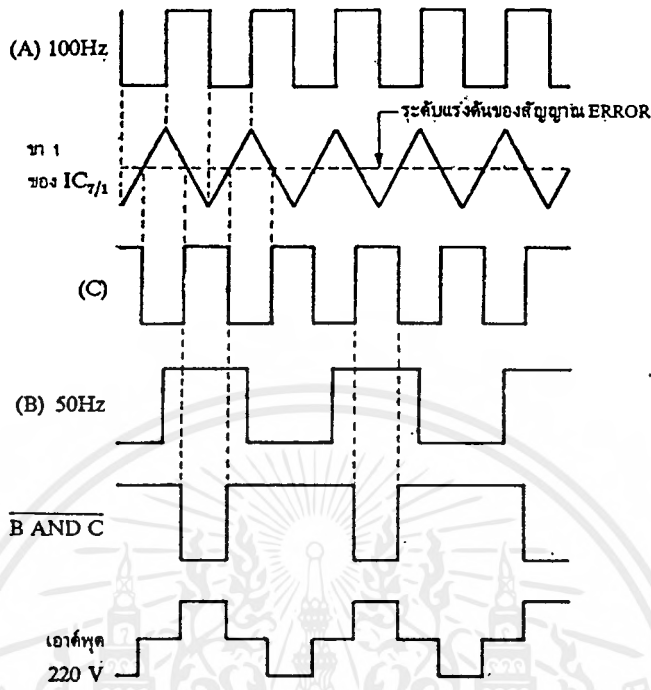 (A) 100Hz
ระดับแรงดันของสัญญาณ ERROR
ขา 1
ของ IC7/1
(C)
(B) 50Hz
B AND C
เอาต์พุต
220 V